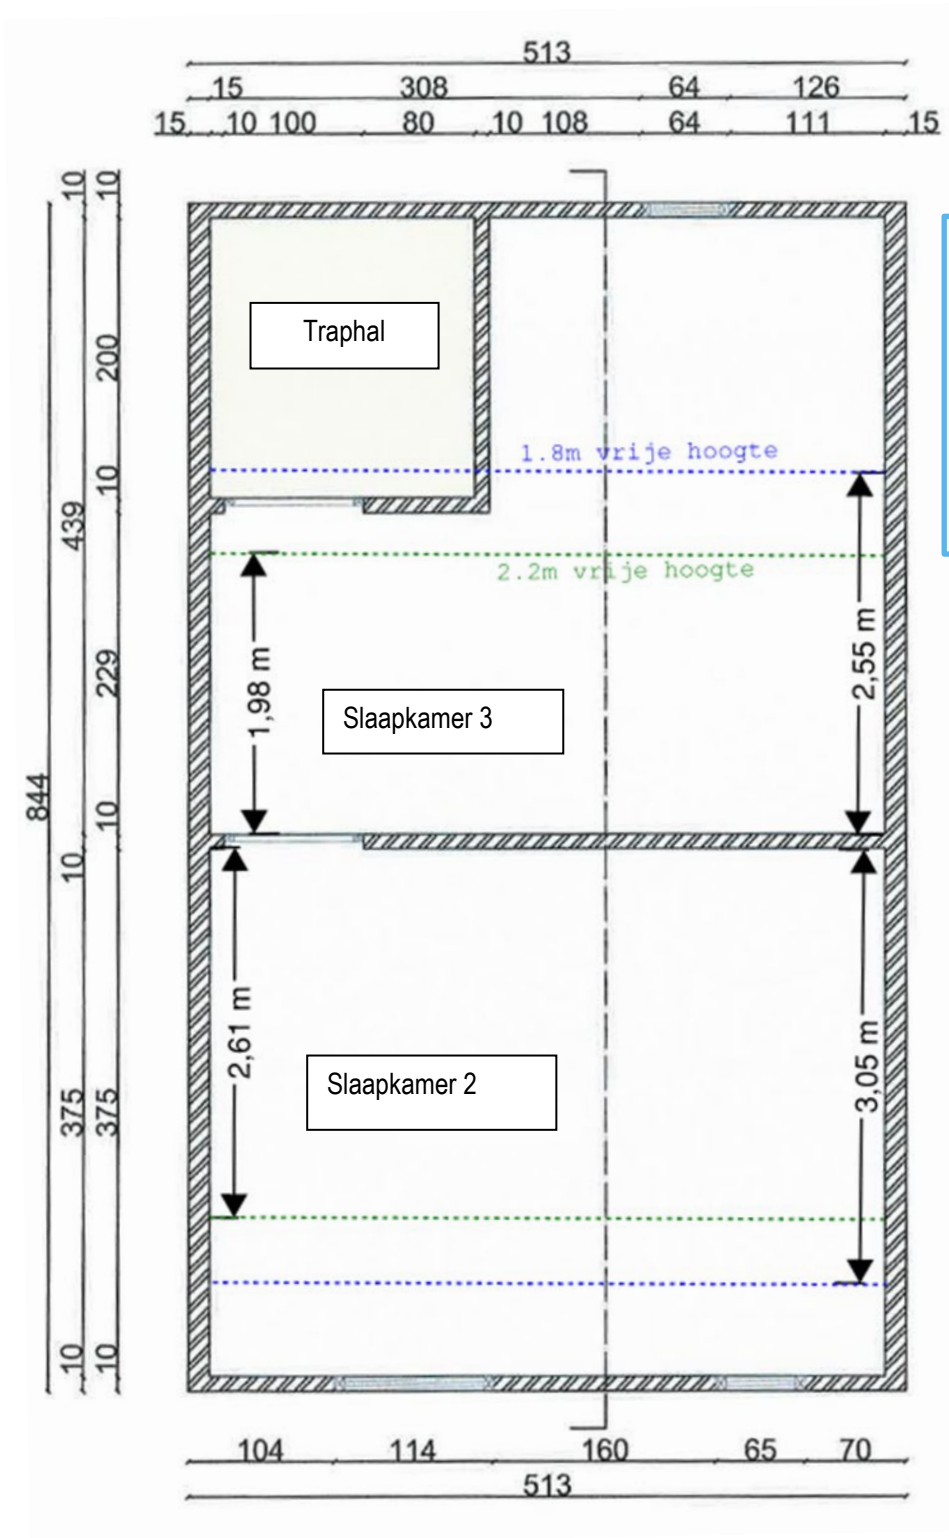 513
15 308 64 126
15 10 100 80 10 108 64 111 15
10 10
Traphal
200
1.8m vrije hoogte
10
439
2.2m vrije hoogte
2,55 m
1,98 m
229
Slaapkamer 3
844
10
10
2,61 m
3,05 m
Slaapkamer 2
375 375
10 10
104 114 160 65 70
513